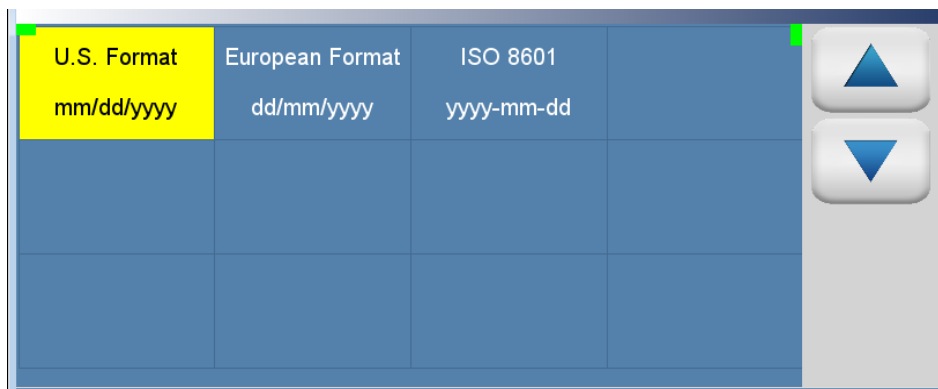 U.S. Format
mm/dd/yyyy
European Format
dd/mm/yyyy
ISO 8601
yyyy-mm-dd